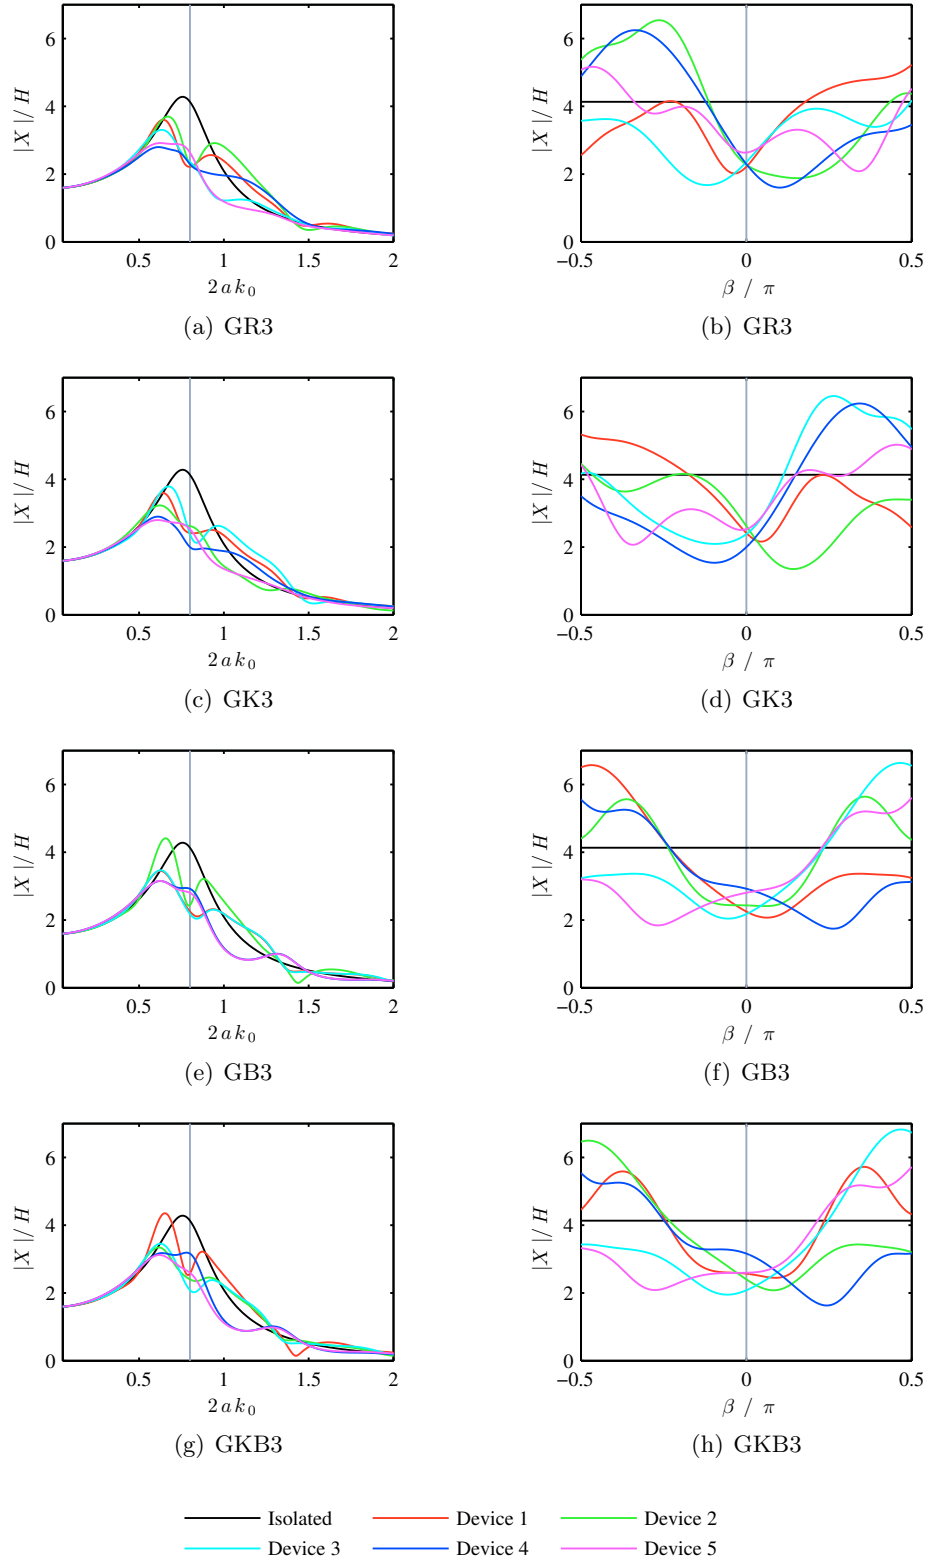 6
4
2
0
|X|/H
0.5 1 1.5 2
2ak₀
(a) GR3
6
4
2
0
|X|/H
−0.5 0 0.5
β / π
(b) GR3
6
4
2
0
|X|/H
0.5 1 1.5 2
2ak₀
(c) GK3
6
4
2
0
|X|/H
−0.5 0 0.5
β / π
(d) GK3
6
4
2
0
|X|/H
0.5 1 1.5 2
2ak₀
(e) GB3
6
4
2
0
|X|/H
−0.5 0 0.5
β / π
(f) GB3
6
4
2
0
|X|/H
0.5 1 1.5 2
2ak₀
(g) GKB3
6
4
2
0
|X|/H
−0.5 0 0.5
β / π
(h) GKB3
Isolated Device 1 Device 2
Device 3 Device 4 Device 5